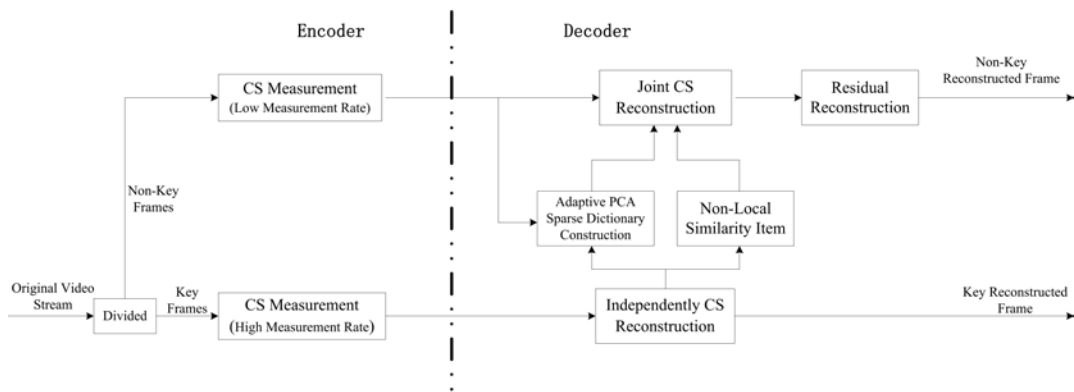 Encoder
Decoder
CS Measurement
(Low Measurement Rate)
Joint CS
Reconstruction
Residual
Reconstruction
Non-Key
Reconstructed Frame
Non-Key
Frames
Adaptive PCA
Sparse Dictionary
Construction
Non-Local
Similarity Item
Original Video
Stream
Divided
Key
Frames
CS Measurement
(High Measurement Rate)
Independently CS
Reconstruction
Key Reconstructed
Frame